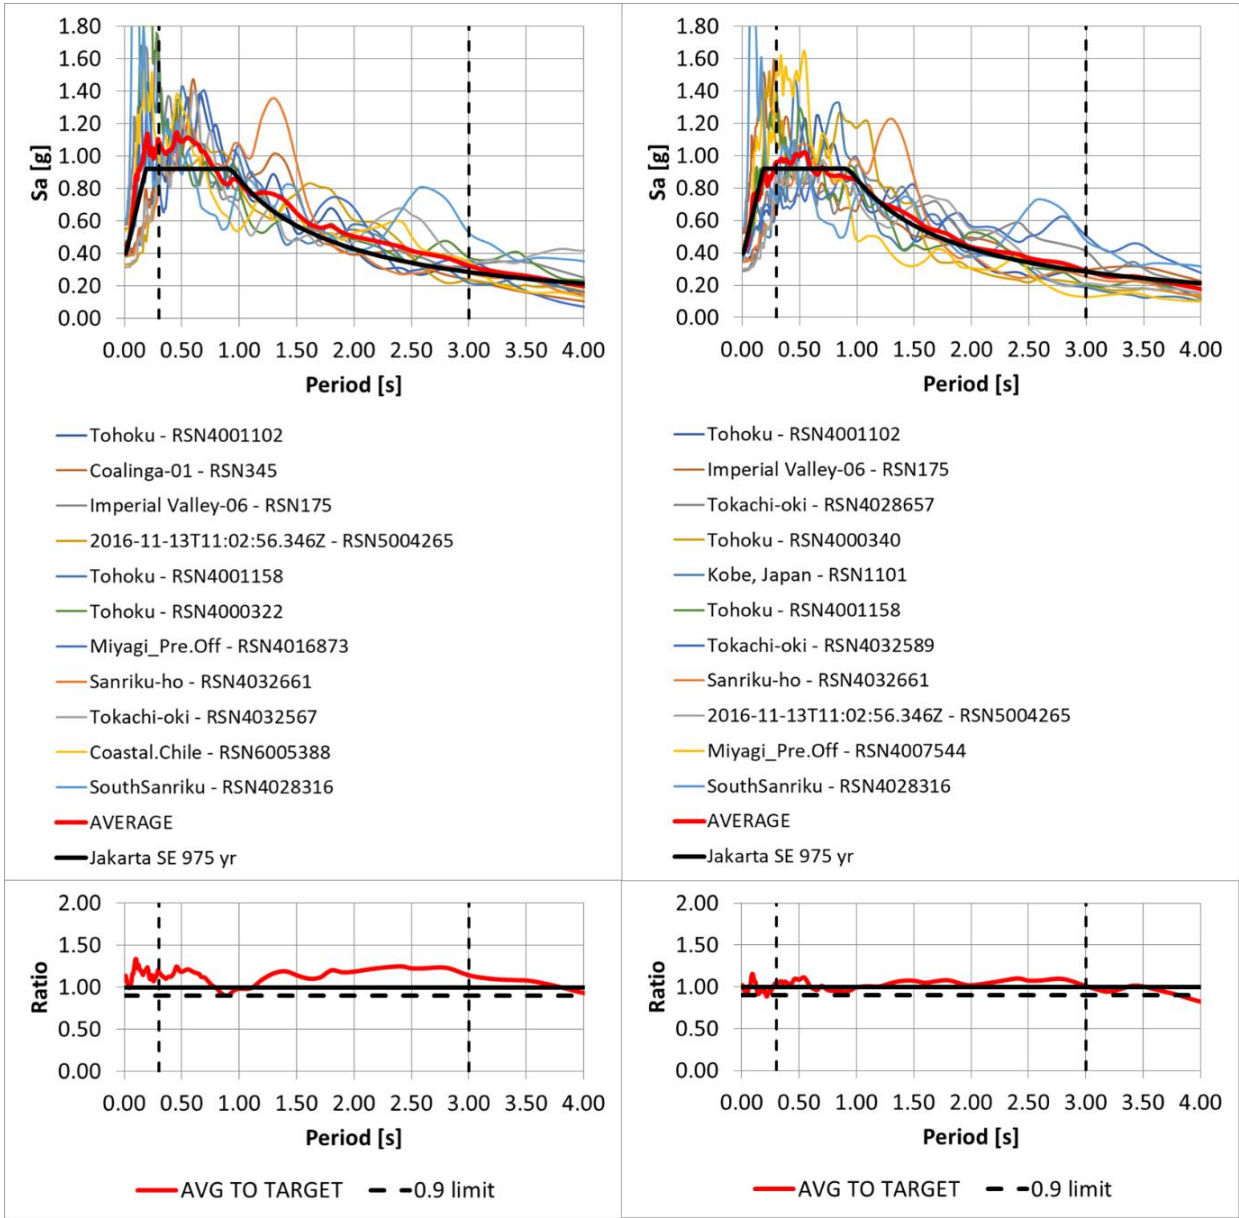 1.80
1.60
1.40
1.20
1.00
0.80
0.60
0.40
0.20
0.00
Sa [g]
0.00 0.50 1.00 1.50 2.00 2.50 3.00 3.50 4.00
Period [s]
Tohoku - RSN4001102
Coalinga-01 - RSN345
Imperial Valley-06 - RSN175
2016-11-13T11:02:56.346Z - RSN5004265
Tohoku - RSN4001158
Tohoku - RSN4000322
Miyagi_Pre.Off - RSN4016873
Sanriku-ho - RSN4032661
Tokachi-oki - RSN4032567
Coastal.Chile - RSN6005388
SouthSanriku - RSN4028316
AVERAGE
Jakarta SE 975 yr
1.80
1.60
1.40
1.20
1.00
0.80
0.60
0.40
0.20
0.00
Sa [g]
0.00 0.50 1.00 1.50 2.00 2.50 3.00 3.50 4.00
Period [s]
Tohoku - RSN4001102
Imperial Valley-06 - RSN175
Tokachi-oki - RSN4028657
Tohoku - RSN4000340
Kobe, Japan - RSN1101
Tohoku - RSN4001158
Tokachi-oki - RSN4032589
Sanriku-ho - RSN4032661
2016-11-13T11:02:56.346Z - RSN5004265
Miyagi_Pre.Off - RSN4007544
SouthSanriku - RSN4028316
AVERAGE
Jakarta SE 975 yr
2.00
1.50
1.00
0.50
0.00
Ratio
0.00 0.50 1.00 1.50 2.00 2.50 3.00 3.50 4.00
Period [s]
AVG TO TARGET 0.9 limit
2.00
1.50
1.00
0.50
0.00
Ratio
0.00 0.50 1.00 1.50 2.00 2.50 3.00 3.50 4.00
Period [s]
AVG TO TARGET 0.9 limit